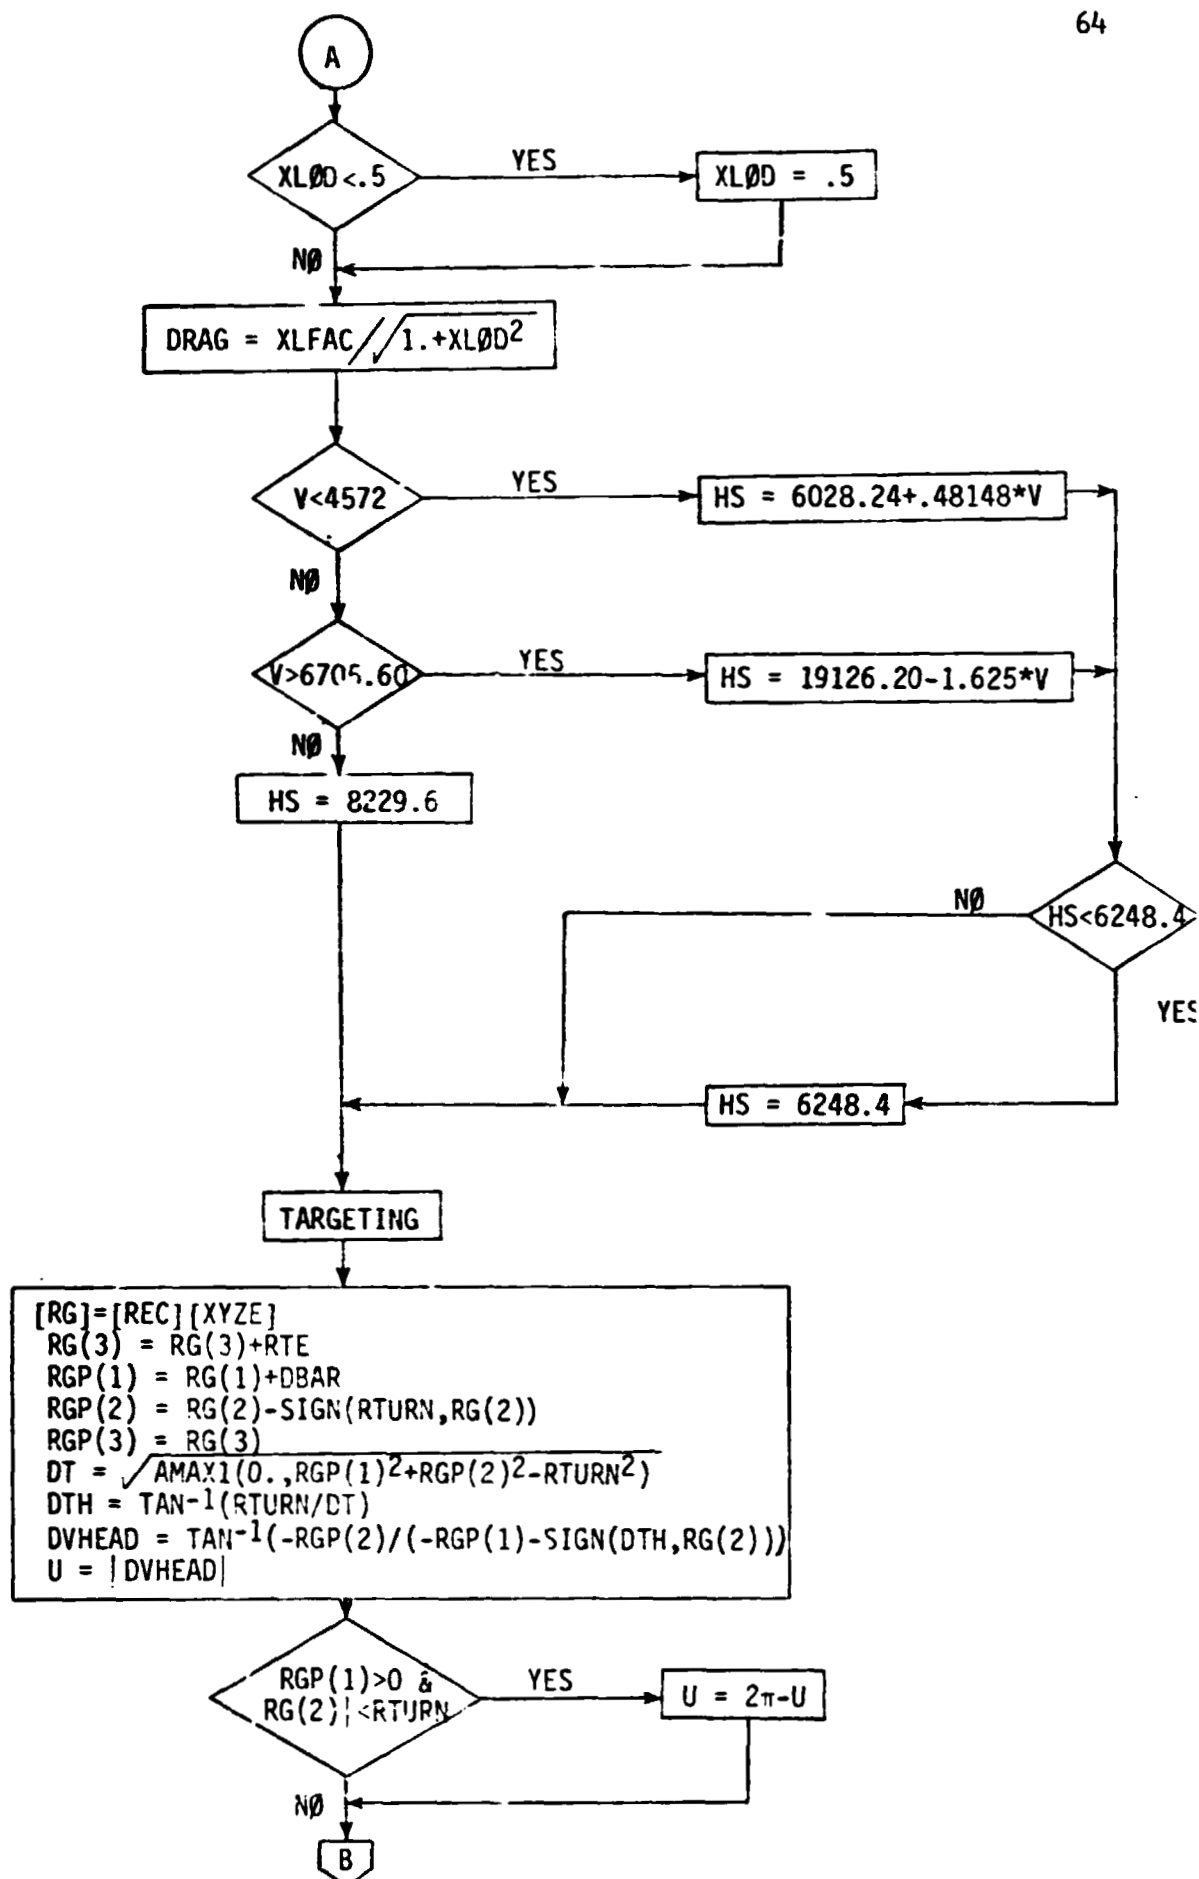 64
A
XLØD<.5
YES
XLØD = .5
NØ
DRAG = XLFAC/√1.+XLØD²
V<4572
YES
HS = 6028.24+.48148*V
NØ
V>6705.60
YES
HS = 19126.20-1.625*V
NØ
HS = 8229.6
NØ
HS<6248.4
YES
HS = 6248.4
TARGETING
[RG]=[REC][XYZE]
RG(3) = RG(3)+RTE
RGP(1) = RG(1)+DBAR
RGP(2) = RG(2)-SIGN(RTURN,RG(2))
RGP(3) = RG(3)
DT = √AMAX1(0.,RGP(1)²+RGP(2)²-RTURN²)
DTH = TAN⁻¹(RTURN/DT)
DVHEAD = TAN⁻¹(-RGP(2)/(-RGP(1)-SIGN(DTH,RG(2)))
U = |DVHEAD|
RGP(1)>0 &
RG(2)|<RTURN
YES
U = 2π-U
NØ
B